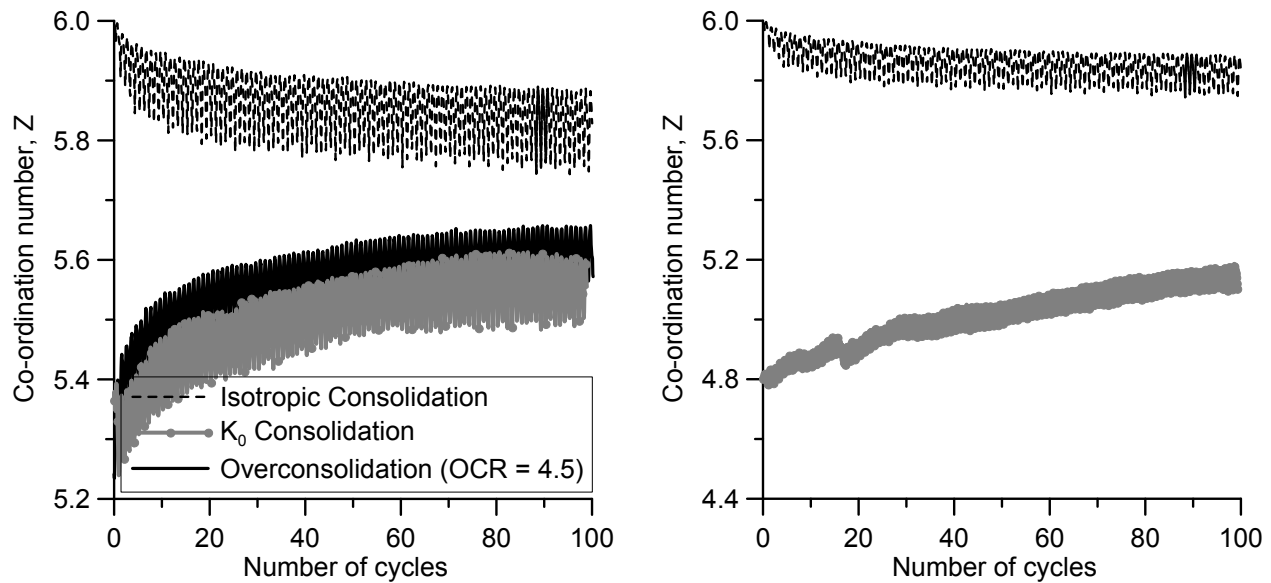 6.0
5.8
5.6
5.4
5.2
Co-ordination number, Z
Isotropic Consolidation
K₀ Consolidation
Overconsolidation (OCR = 4.5)
0 20 40 60 80 100
Number of cycles
6.0
5.6
5.2
4.8
4.4
Co-ordination number, Z
0 20 40 60 80 100
Number of cycles